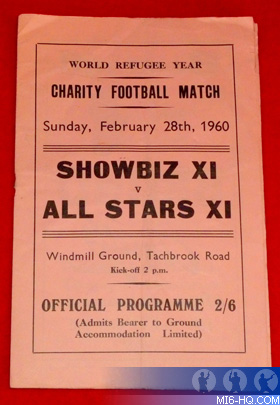 WORLD REFUGEE YEAR
CHARITY FOOTBALL MATCH
Sunday, February 28th, 1960
SHOWBIZ XI
v
ALL STARS XI
Windmill Ground, Tachbrook Road
Kick-off 2 p.m.
OFFICIAL PROGRAMME 2/6
(Admits Bearer to Ground
Accommodation Limited)
MI6-HQ.COM